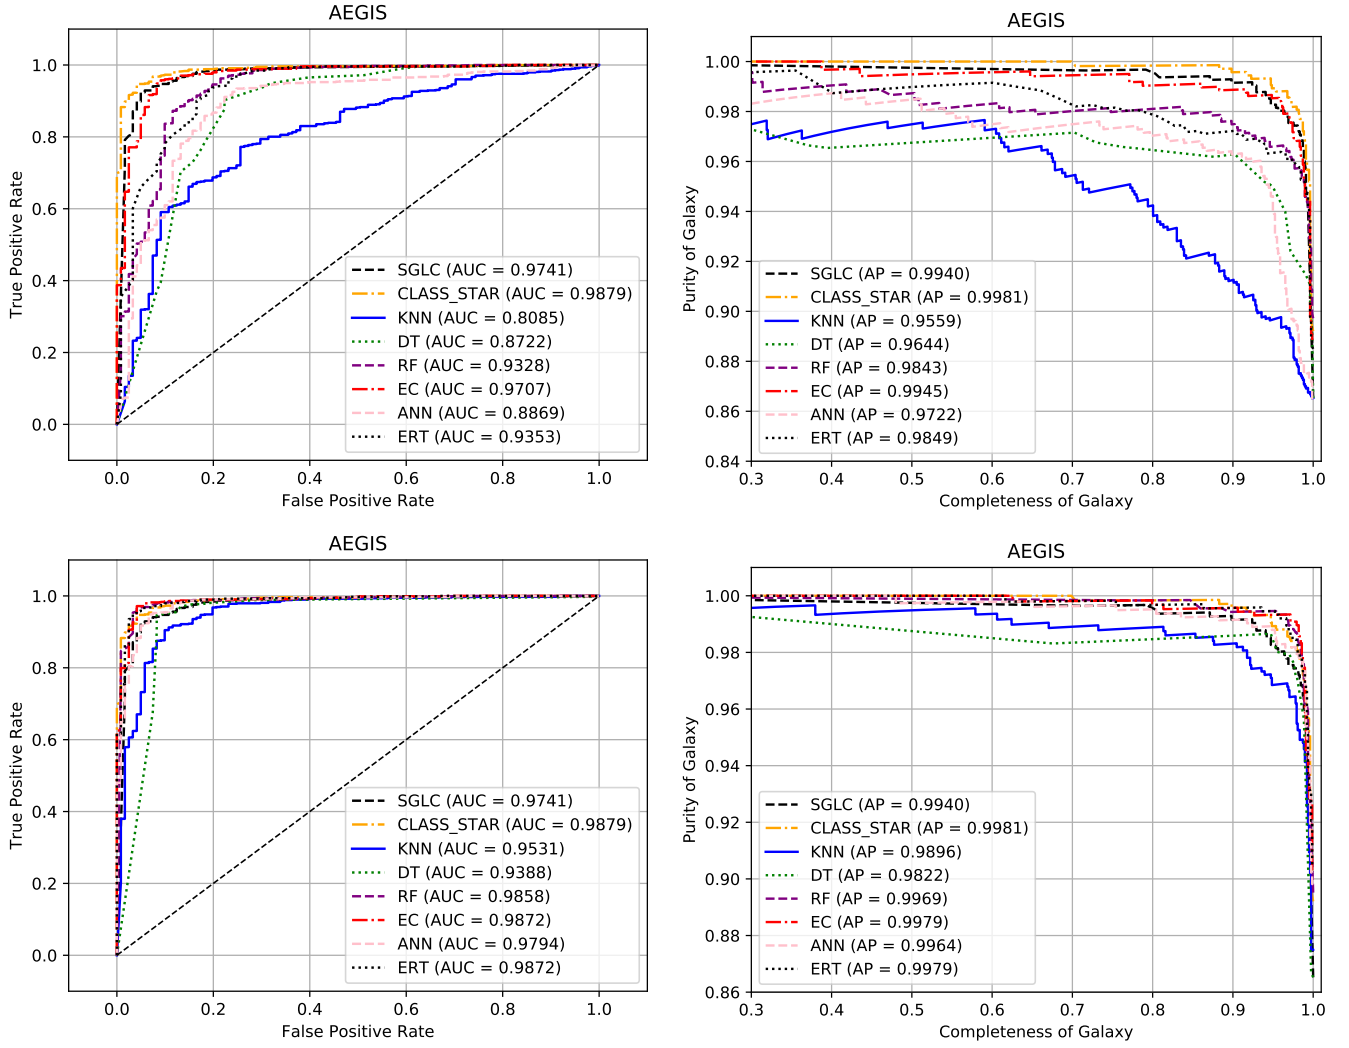 AEGIS
True Positive Rate
1.0
0.8
0.6
0.4
0.2
0.0
SGLC (AUC = 0.9741)
CLASS_STAR (AUC = 0.9879)
KNN (AUC = 0.8085)
DT (AUC = 0.8722)
RF (AUC = 0.9328)
EC (AUC = 0.9707)
ANN (AUC = 0.8869)
ERT (AUC = 0.9353)
0.0 0.2 0.4 0.6 0.8 1.0
False Positive Rate
AEGIS
Purity of Galaxy
1.00
0.98
0.96
0.94
0.92
0.90
0.88
0.86
0.84
SGLC (AP = 0.9940)
CLASS_STAR (AP = 0.9981)
KNN (AP = 0.9559)
DT (AP = 0.9644)
RF (AP = 0.9843)
EC (AP = 0.9945)
ANN (AP = 0.9722)
ERT (AP = 0.9849)
0.3 0.4 0.5 0.6 0.7 0.8 0.9 1.0
Completeness of Galaxy
AEGIS
True Positive Rate
1.0
0.8
0.6
0.4
0.2
0.0
SGLC (AUC = 0.9741)
CLASS_STAR (AUC = 0.9879)
KNN (AUC = 0.9531)
DT (AUC = 0.9388)
RF (AUC = 0.9858)
EC (AUC = 0.9872)
ANN (AUC = 0.9794)
ERT (AUC = 0.9872)
0.0 0.2 0.4 0.6 0.8 1.0
False Positive Rate
AEGIS
Purity of Galaxy
1.00
0.98
0.96
0.94
0.92
0.90
0.88
0.86
SGLC (AP = 0.9940)
CLASS_STAR (AP = 0.9981)
KNN (AP = 0.9896)
DT (AP = 0.9822)
RF (AP = 0.9969)
EC (AP = 0.9979)
ANN (AP = 0.9964)
ERT (AP = 0.9979)
0.3 0.4 0.5 0.6 0.7 0.8 0.9 1.0
Completeness of Galaxy